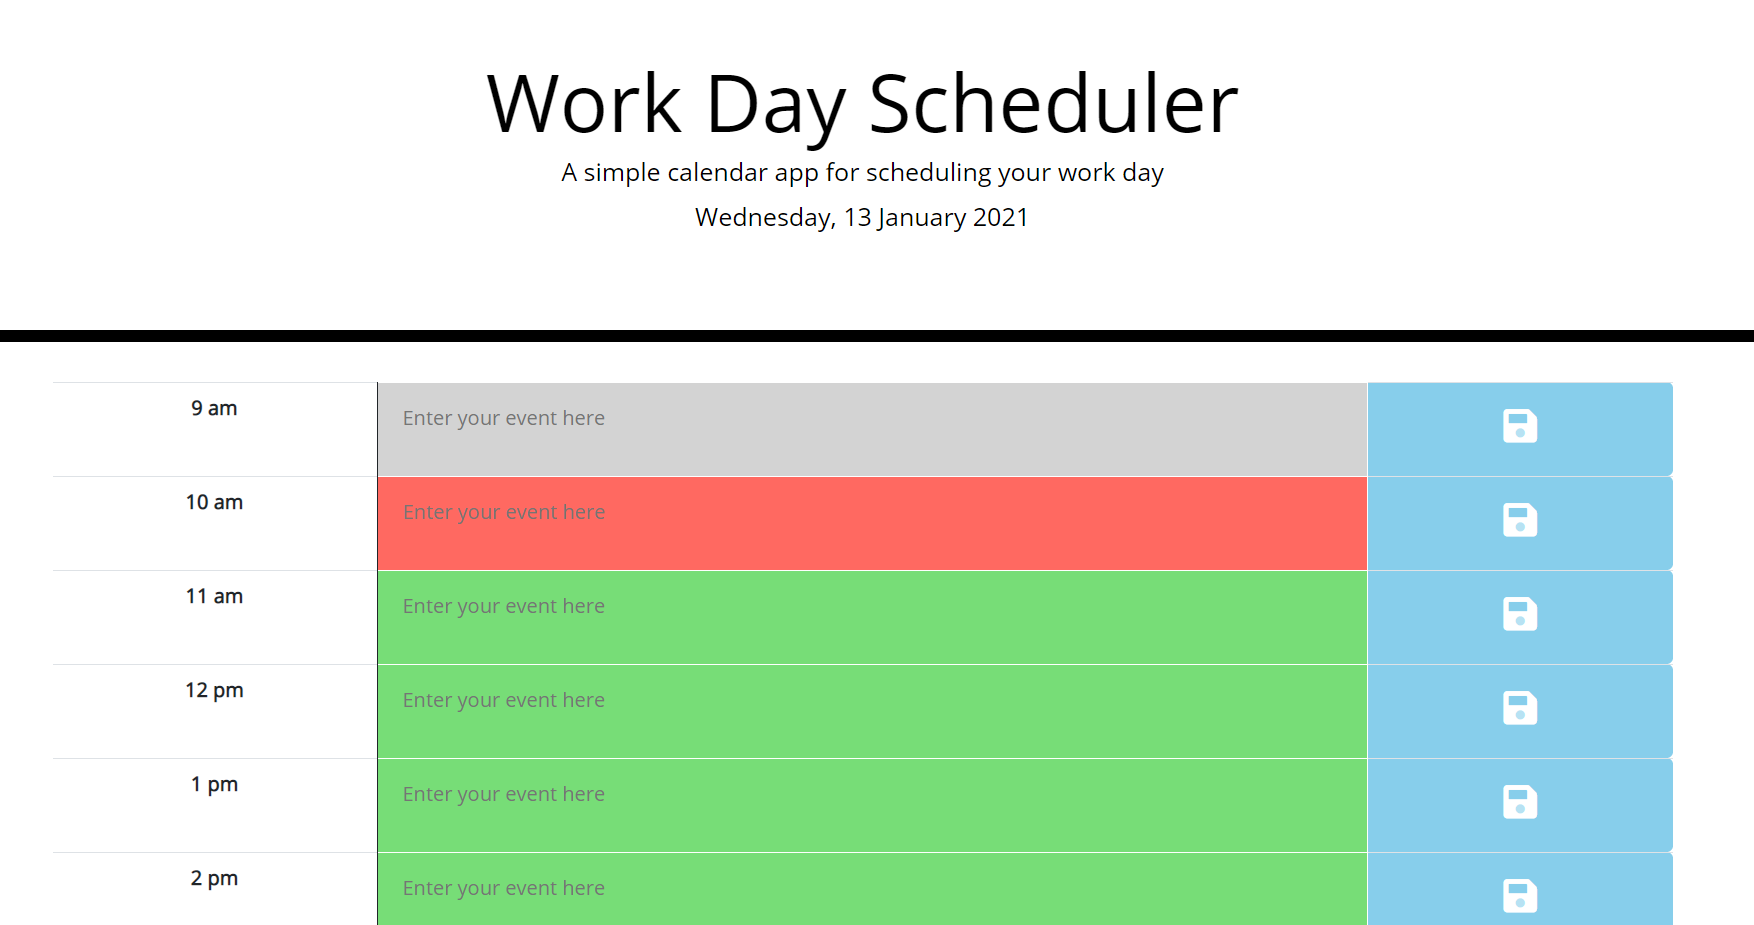 Work Day Scheduler
A simple calendar app for scheduling your work day
Wednesday, 13 January 2021
9 am
Enter your event here
10 am
Enter your event here
11 am
Enter your event here
12 pm
Enter your event here
1 pm
Enter your event here
2 pm
Enter your event here